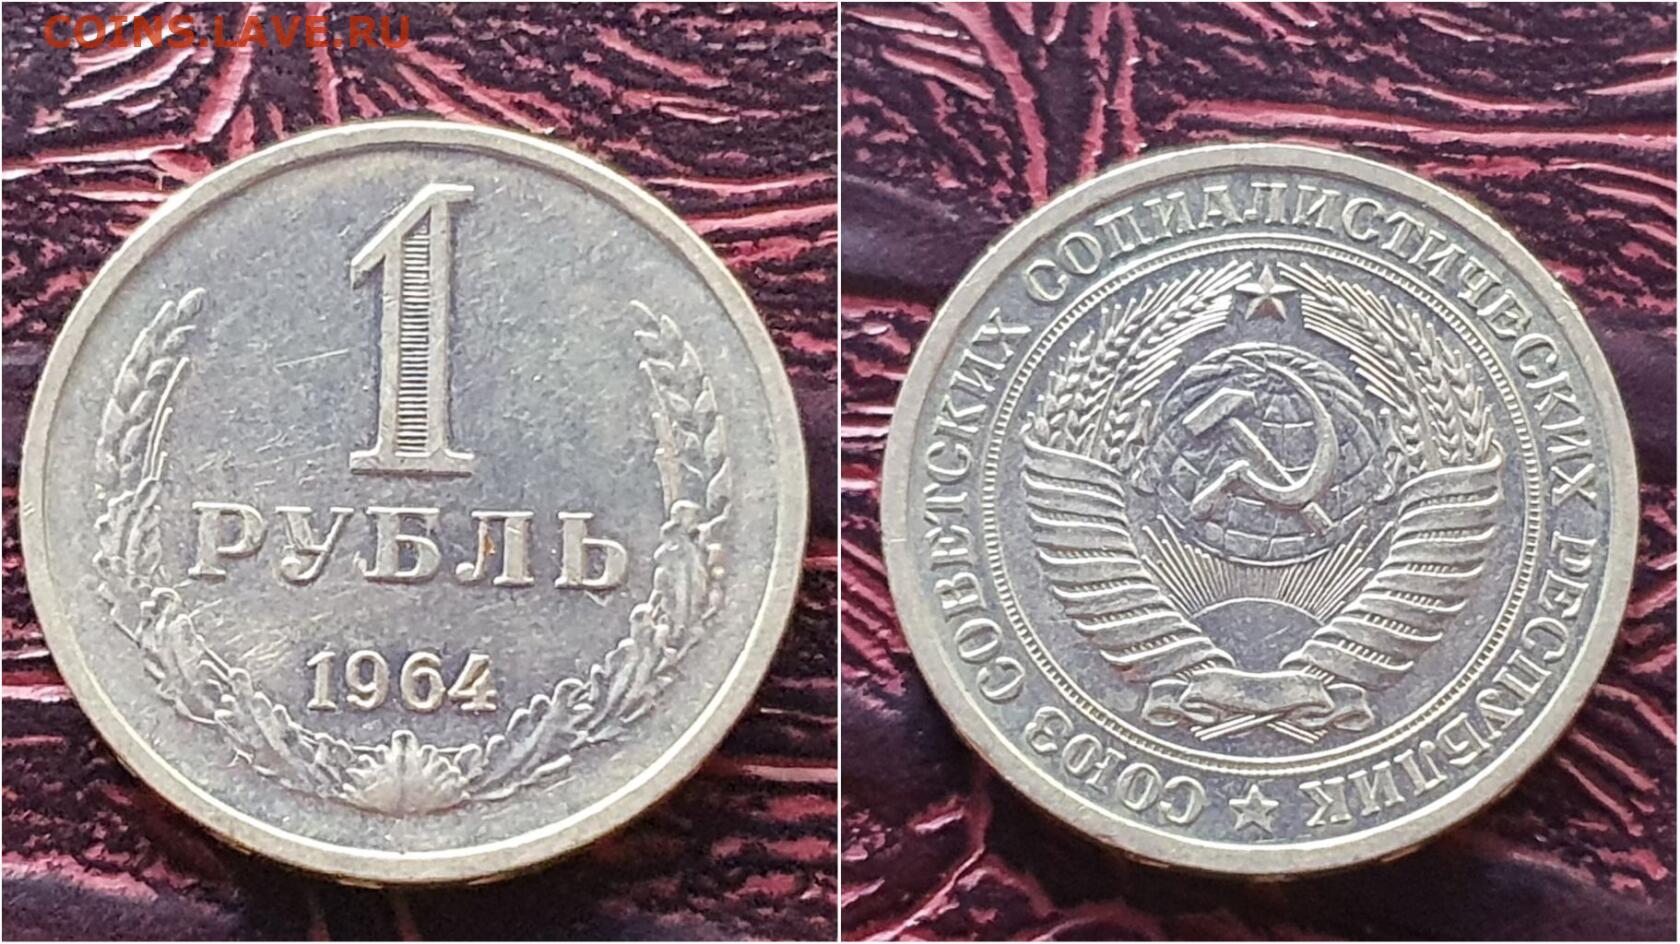 COINS.LAVE.RU
1
РУБЛЬ
1964
СОЮЗ СОВЕТСКИХ СОЦИАЛИСТИЧЕСКИХ РЕСПУБЛИК